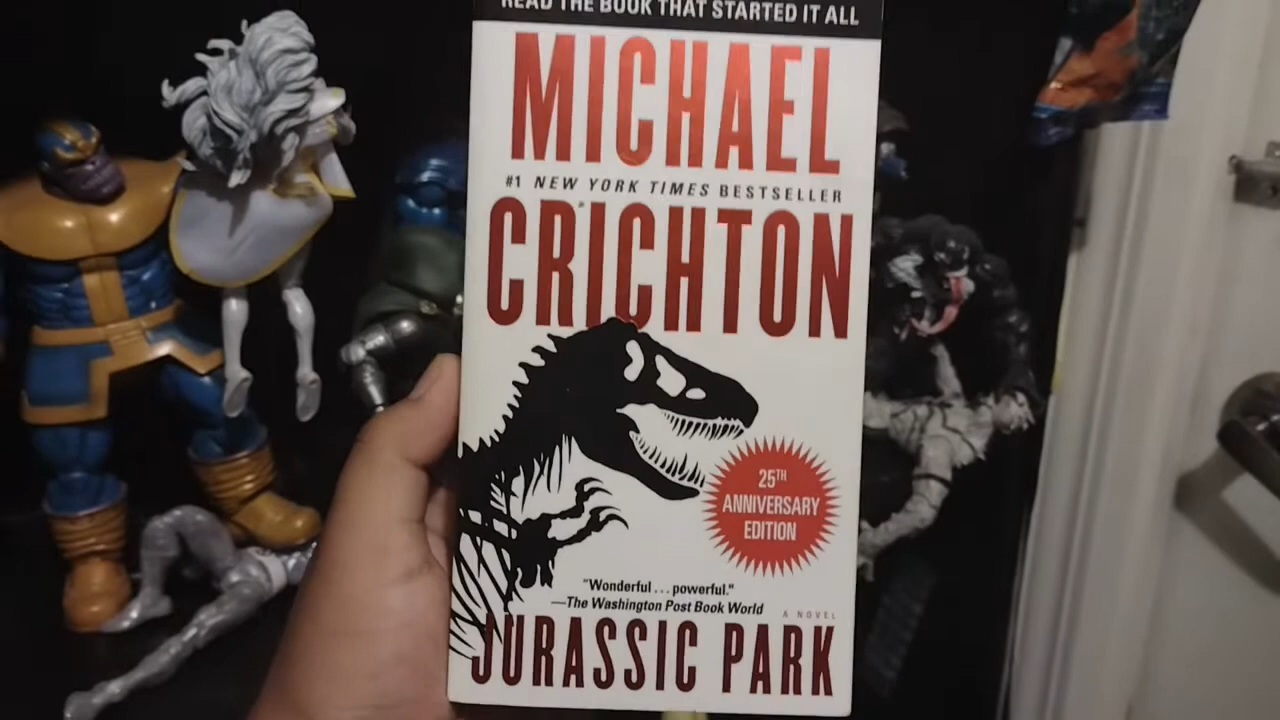 READ THE BOOK THAT STARTED IT ALL
MICHAEL
#1 NEW YORK TIMES BESTSELLER
CRICHTON
25TH
ANNIVERSARY
EDITION
"Wonderful . . . powerful."
—The Washington Post Book World
A NOVEL
JURASSIC PARK